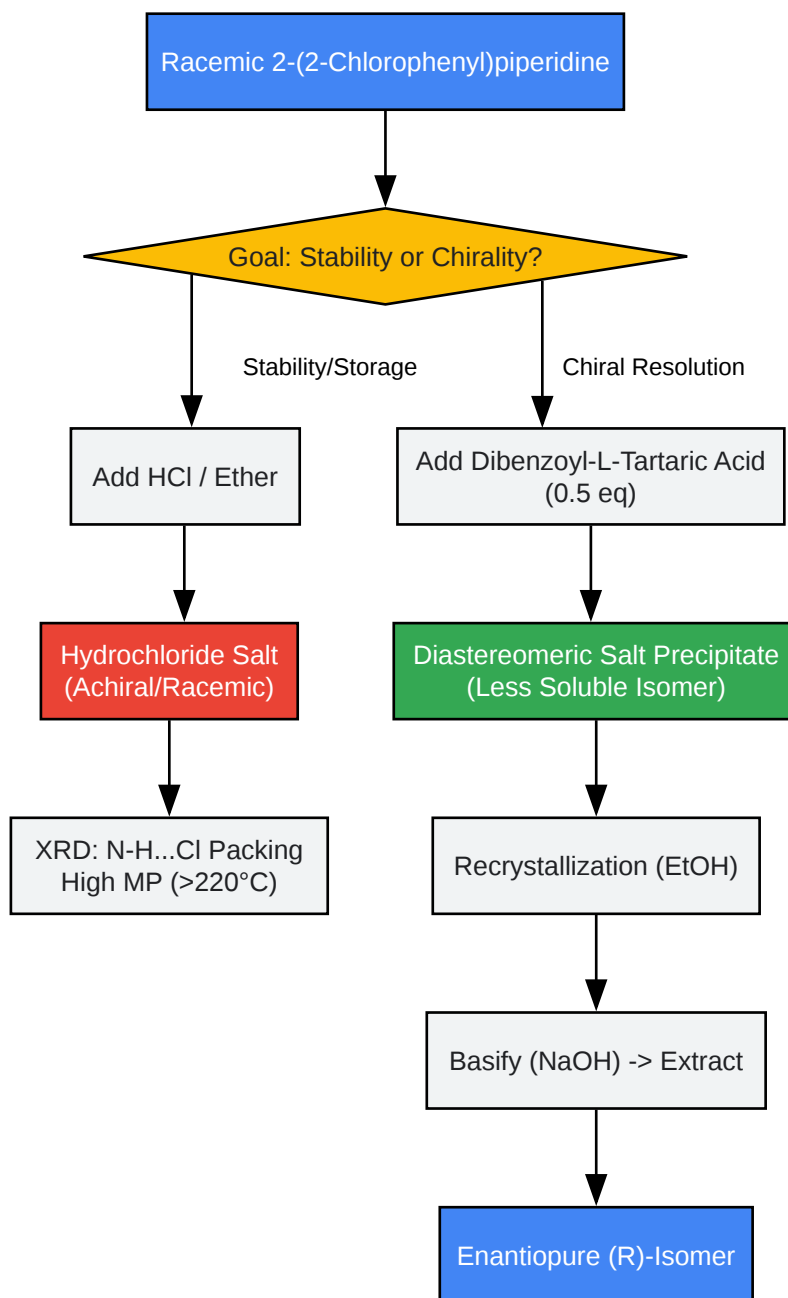 Racemic 2-(2-Chlorophenyl)piperidine
Goal: Stability or Chirality?
Stability/Storage
Chiral Resolution
Add HCl / Ether
Add Dibenzoyl-L-Tartaric Acid
(0.5 eq)
Hydrochloride Salt
(Achiral/Racemic)
Diastereomeric Salt Precipitate
(Less Soluble Isomer)
XRD: N-H...Cl Packing
High MP (>220°C)
Recrystallization (EtOH)
Basify (NaOH) -> Extract
Enantiopure (R)-Isomer